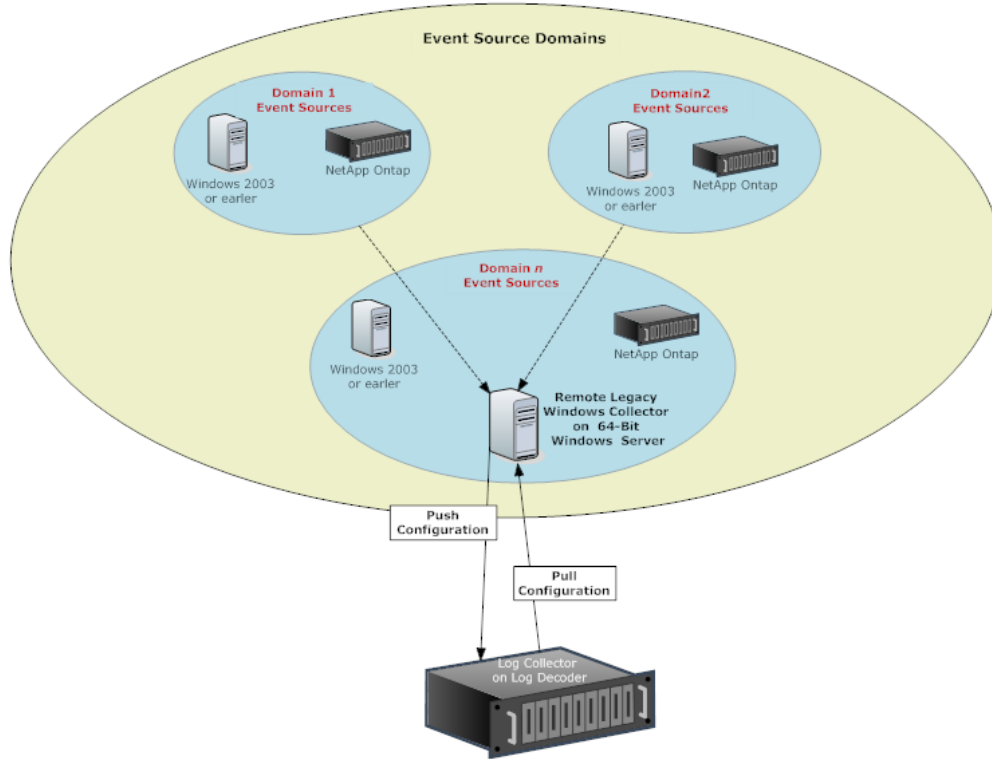 Event Source Domains
Domain 1
Event Sources
Windows 2003
or earler
NetApp Ontap
Domain2
Event Sources
Windows 2003
or earler
NetApp Ontap
Domain n
Event Sources
Windows 2003
or earler
NetApp Ontap
Remote Legacy
Windows Collector
on 64-Bit
Windows Server
Push
Configuration
Pull
Configuration
Log Collector
on Log Decoder